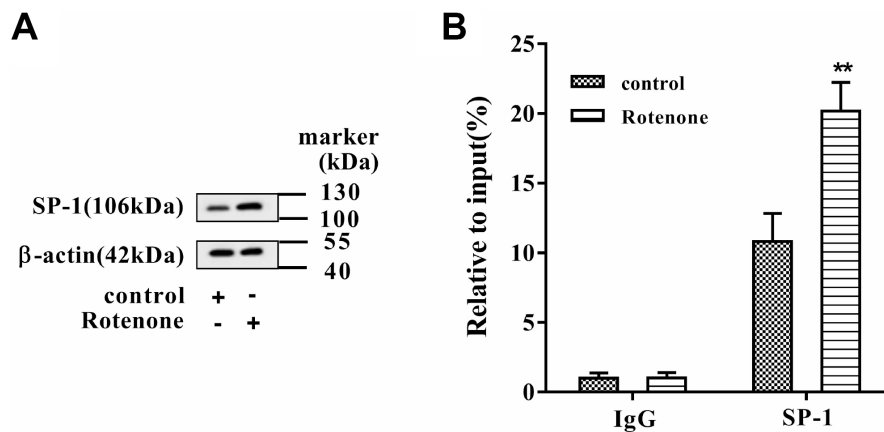 A
marker
(kDa)
SP-1(106kDa)
130
100
β-actin(42kDa)
55
40
control + -
Rotenone - +
B
Relative to input(%)
25
20
15
10
5
0
control
Rotenone
**
IgG
SP-1